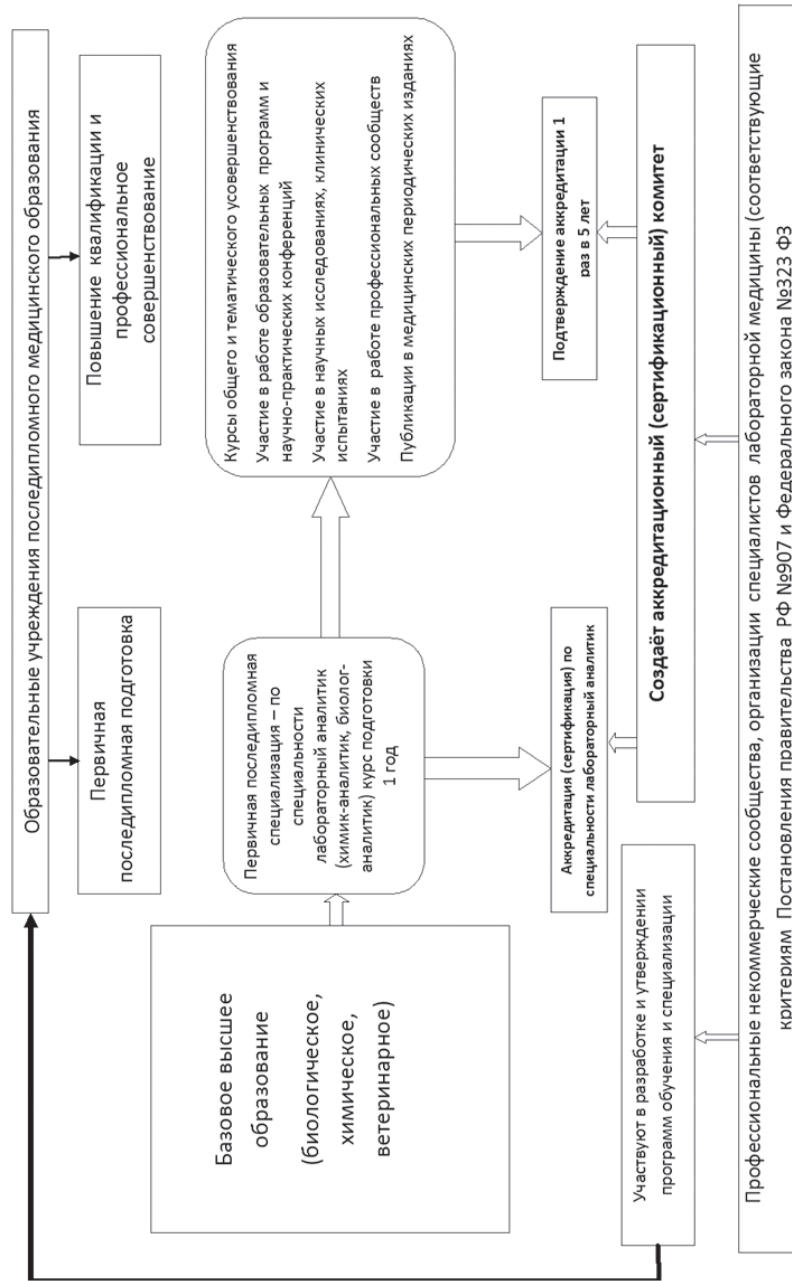 Образовательные учреждения последипломного медицинского образования
Первичная
последипломная подготовка
Повышение квалификации и
профессиональное
совершенствование
Базовое высшее
образование
(биологическое,
химическое,
ветеринарное)
Первичная последипломная
специализация – по
специальности
лабораторный аналитик
(химик-аналитик, биолог-
аналитик) курс подготовки
1 год
Курсы общего и тематического усовершенствования
Участие в работе образовательных программ и
научно-практических конференций
Участие в научных исследованиях, клинических
испытаниях
Участие в работе профессиональных сообществ
Публикации в медицинских периодических изданиях
Аккредитация (сертификация) по
специальности лабораторный аналитик
Подтверждение аккредитации 1
раз в 5 лет
Участвуют в разработке и утверждении
программ обучения и специализации
Создаёт аккредитационный (сертификационный) комитет
Профессиональные некоммерческие сообщества, организации специалистов лабораторной медицины (соответствующие
критериям Постановления правительства РФ №907 и Федерального закона №323 ФЗ